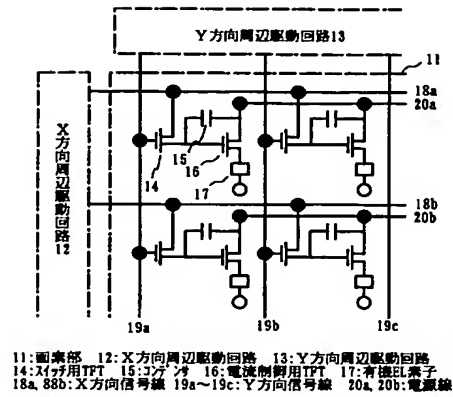 Y方向周辺駆動回路13
11
18a
20a
X方向周辺駆動回路12
15
16
14
17
18b
20b
19a 19b 19c
11:画素部 12:X方向周辺駆動回路 13:Y方向周辺駆動回路
14:スイッチ用TFT 15:コンデンサ 16:電流制御用TFT 17:有機EL素子
18a,88b:X方向信号線 19a~19c:Y方向信号線 20a,20b:電源線